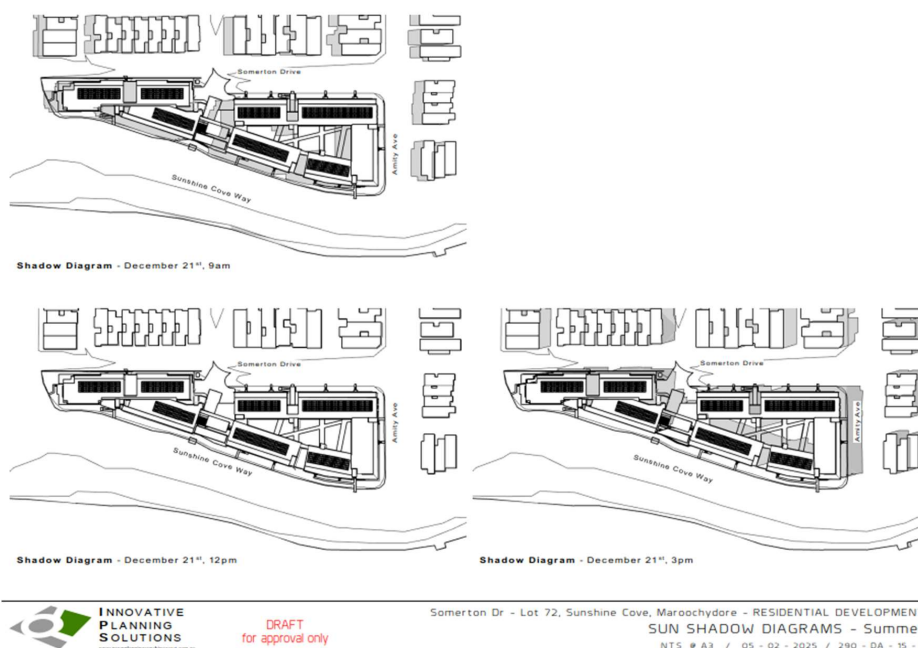 Somerton Drive
Amity Ave
Sunshine Cove Way
Shadow Diagram - December 21st, 9am
Somerton Drive
Amity Ave
Sunshine Cove Way
Shadow Diagram - December 21st, 12pm
Somerton Drive
Amity Ave
Sunshine Cove Way
Shadow Diagram - December 21st, 3pm
INNOVATIVE
PLANNING
SOLUTIONS
DRAFT
for approval only
Somerton Dr - Lot 72, Sunshine Cove, Maroochydore - RESIDENTIAL DEVELOPMEN
SUN SHADOW DIAGRAMS - Summe
NTS @ A3 / 05 - 02 - 2025 / 290 - DA - 15 -